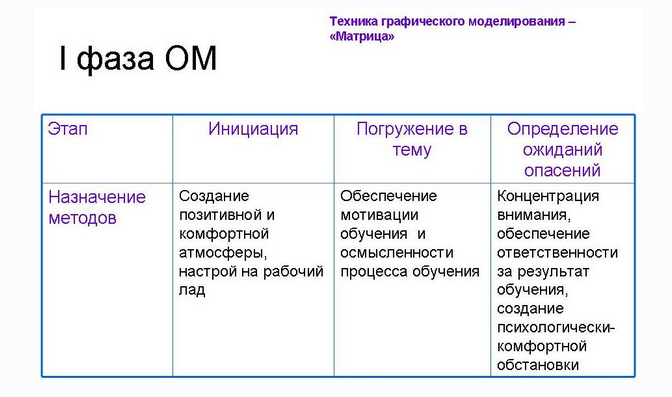 Техника графического моделирования –
«Матрица»
I фаза ОМ
Этап
Инициация
Погружение в
тему
Определение
ожиданий
опасений
Назначение
методов
Создание
позитивной и
комфортной
атмосферы,
настрой на рабочий
лад
Обеспечение
мотивации
обучения и
осмысленности
процесса обучения
Концентрация
внимания,
обеспечение
ответственности
за результат
обучения,
создание
психологически-
комфортной
обстановки